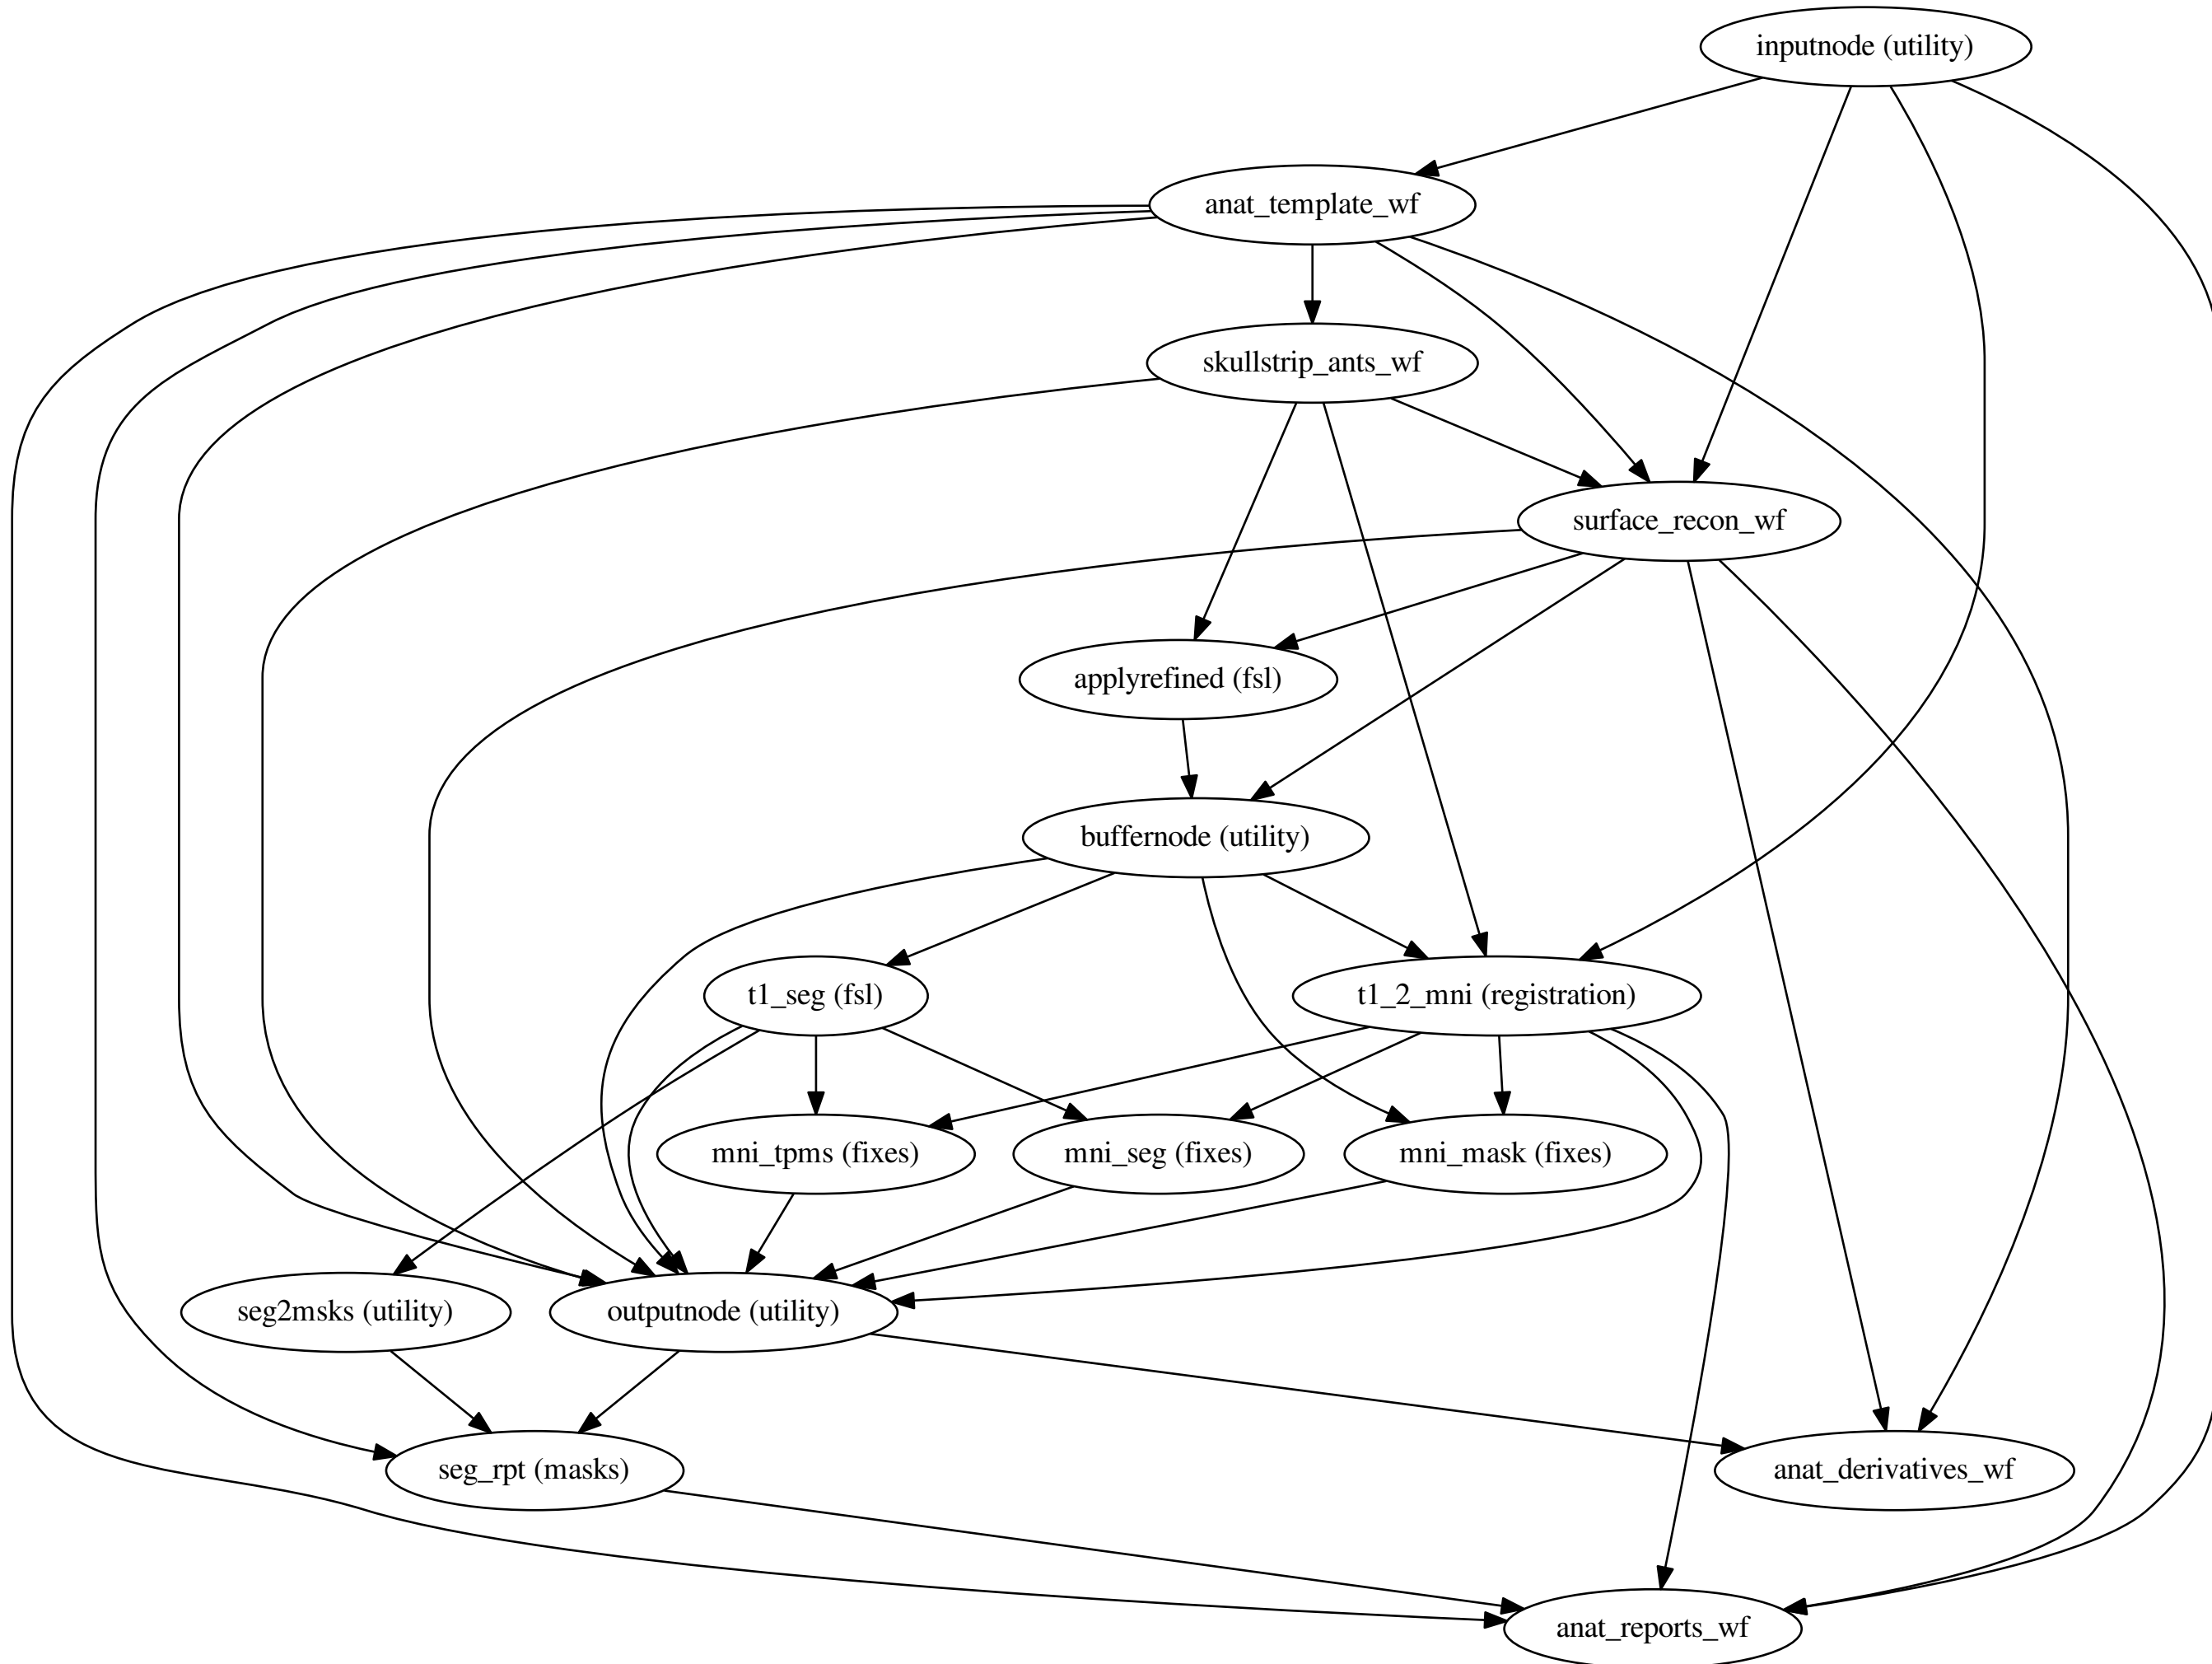 inputnode (utility)
anat_template_wf
skullstrip_ants_wf
surface_recon_wf
applyrefined (fsl)
buffernode (utility)
t1_seg (fsl)
t1_2_mni (registration)
mni_tpms (fixes)
mni_seg (fixes)
mni_mask (fixes)
seg2msks (utility)
outputnode (utility)
seg_rpt (masks)
anat_derivatives_wf
anat_reports_wf